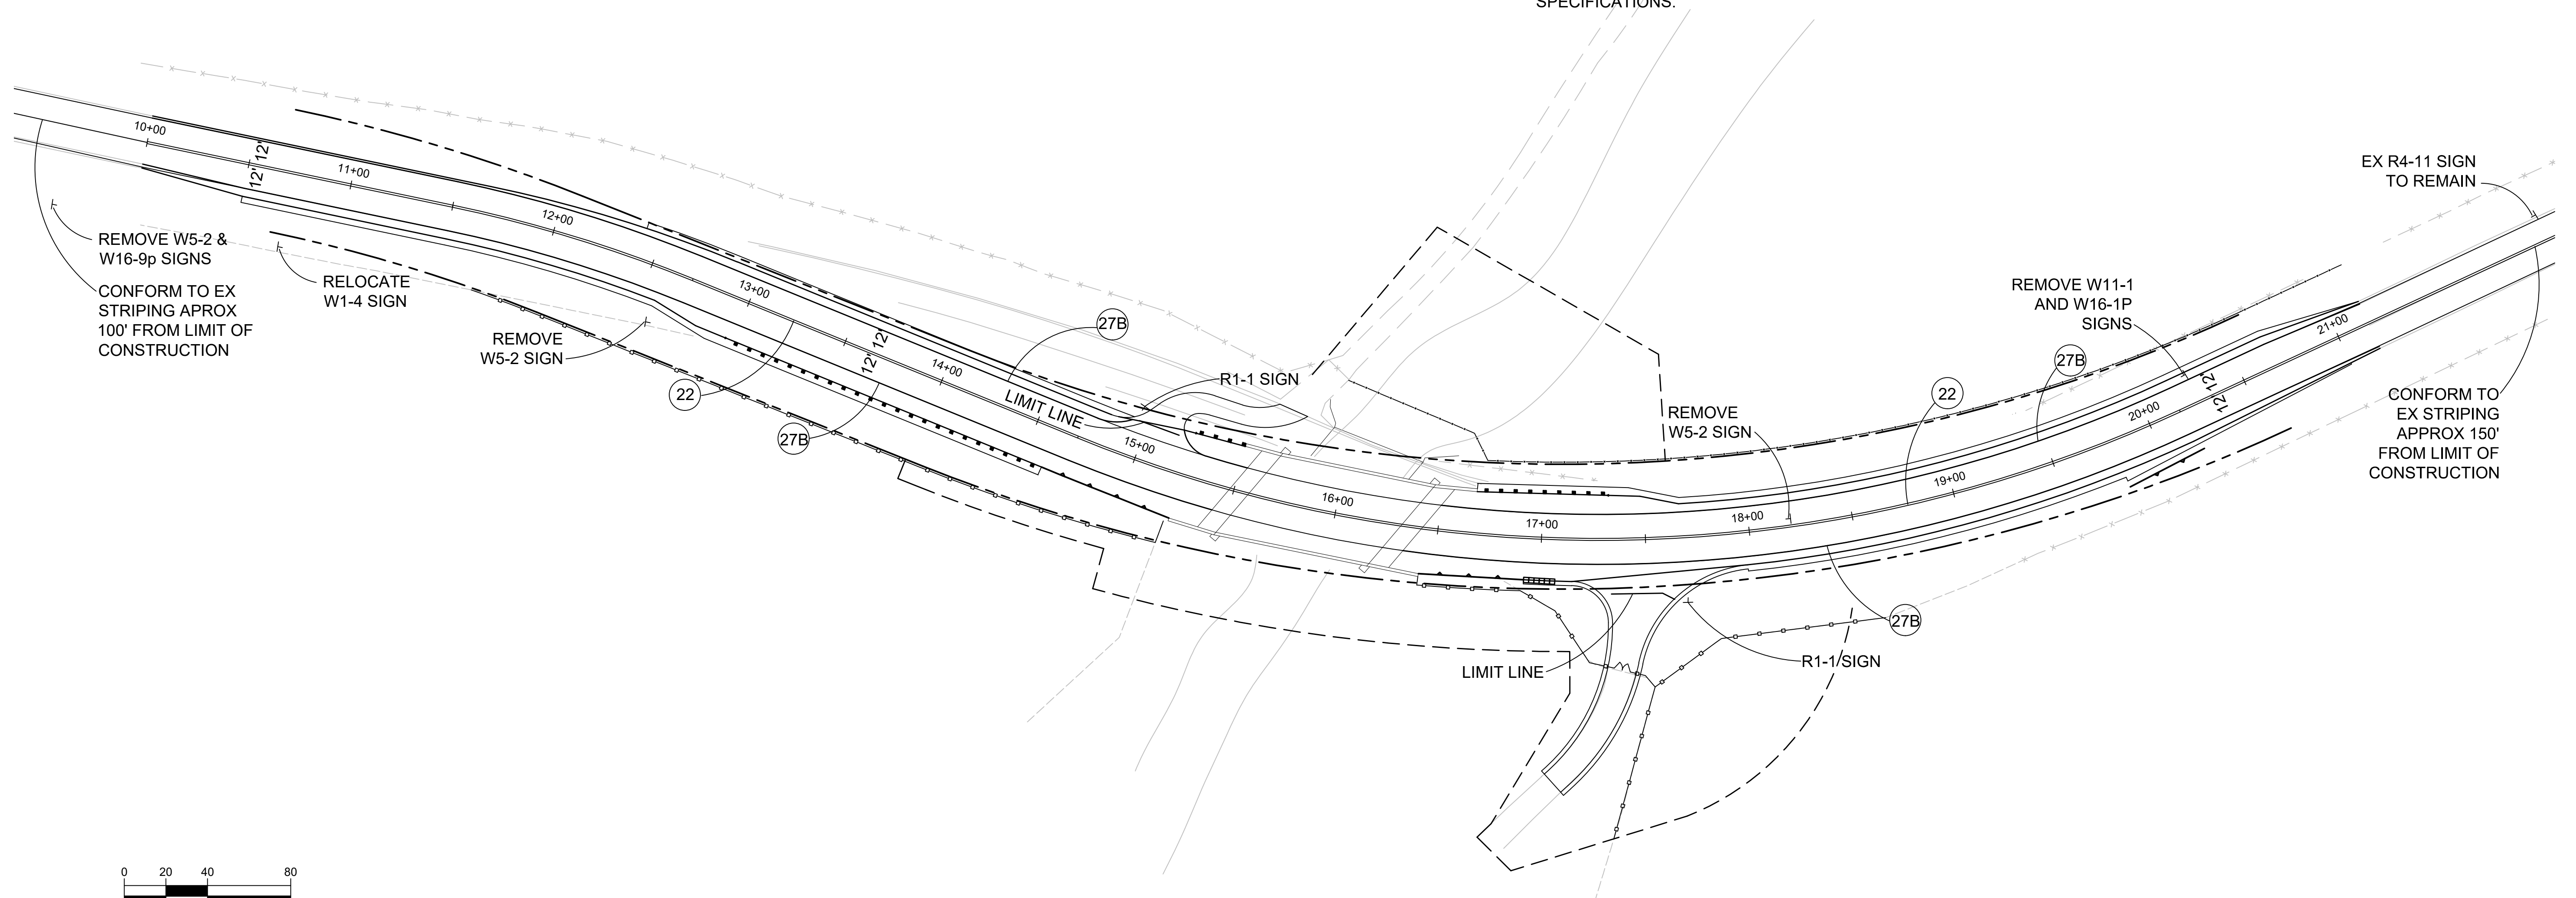 SPECIFICATIONS.
10+00
12' 12'
11+00
12+00
13+00
12' 12'
14+00
15+00
16+00
17+00
18+00
19+00
20+00
12' 12'
21+00
REMOVE W5-2 &
W16-9p SIGNS
CONFORM TO EX
STRIPING APROX
100' FROM LIMIT OF
CONSTRUCTION
RELOCATE
W1-4 SIGN
REMOVE
W5-2 SIGN
22
27B
27B
LIMIT LINE
R1-1 SIGN
REMOVE
W5-2 SIGN
22
27B
REMOVE W11-1
AND W16-1P
SIGNS
EX R4-11 SIGN
TO REMAIN
CONFORM TO
EX STRIPING
APPROX 150'
FROM LIMIT OF
CONSTRUCTION
27B
R1-1 SIGN
LIMIT LINE
0 20 40 80